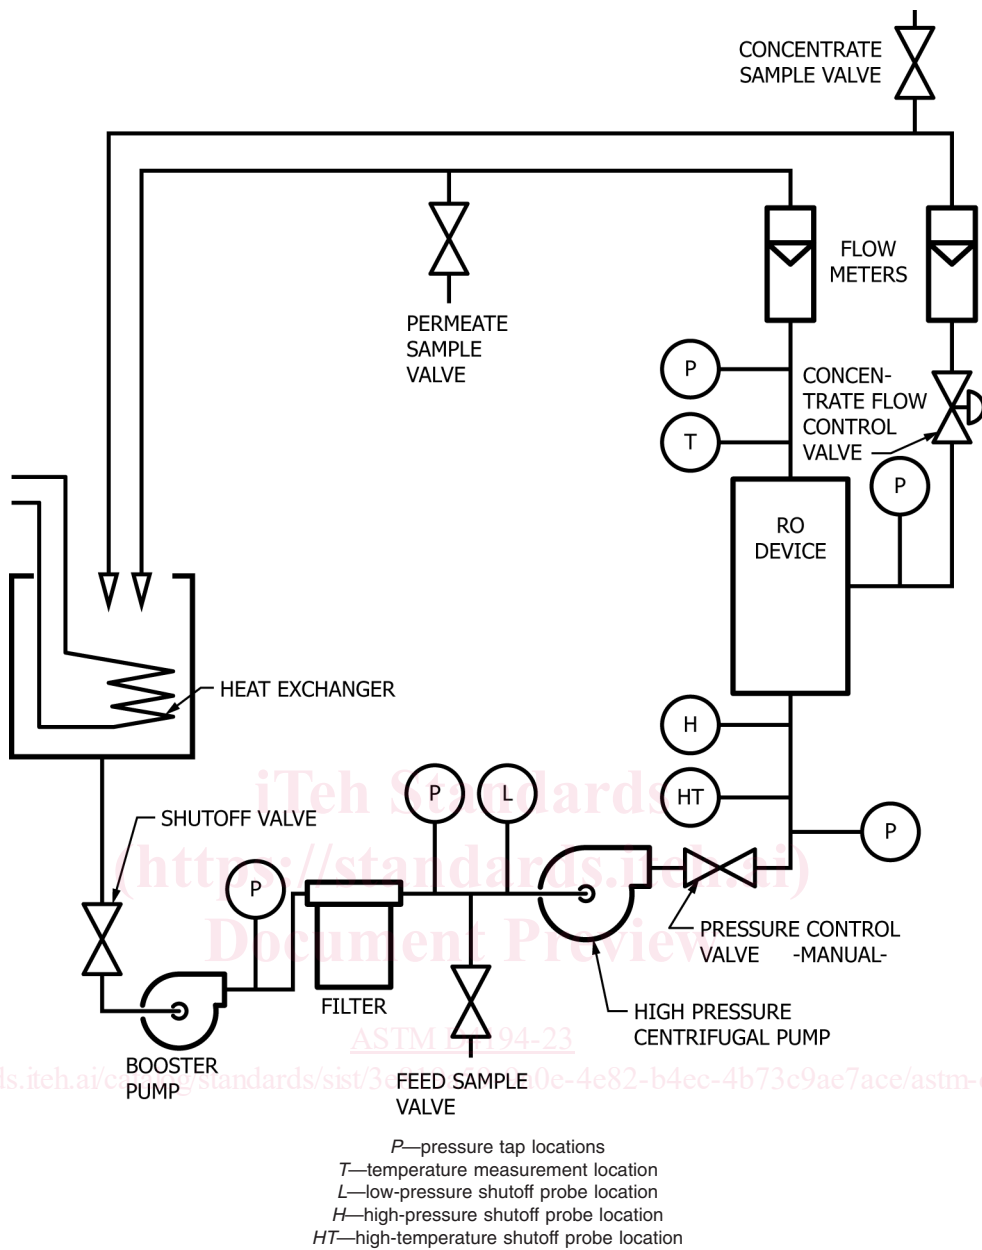 CONCENTRATE
SAMPLE VALVE
FLOW
METERS
PERMEATE
SAMPLE
VALVE
P
CONCEN-
TRATE FLOW
CONTROL
VALVE
T
P
RO
DEVICE
HEAT EXCHANGER
H
HT
P
P
L
SHUTOFF VALVE
P
PRESSURE CONTROL
VALVE -MANUAL-
FILTER
HIGH PRESSURE
CENTRIFUGAL PUMP
BOOSTER
PUMP
FEED SAMPLE
VALVE
iTeh Standards
(https://standards.iteh.ai)
Document Preview
ASTM D4194-23
P—pressure tap locations
T—temperature measurement location
L—low-pressure shutoff probe location
H—high-pressure shutoff probe location
HT—high-temperature shutoff probe location